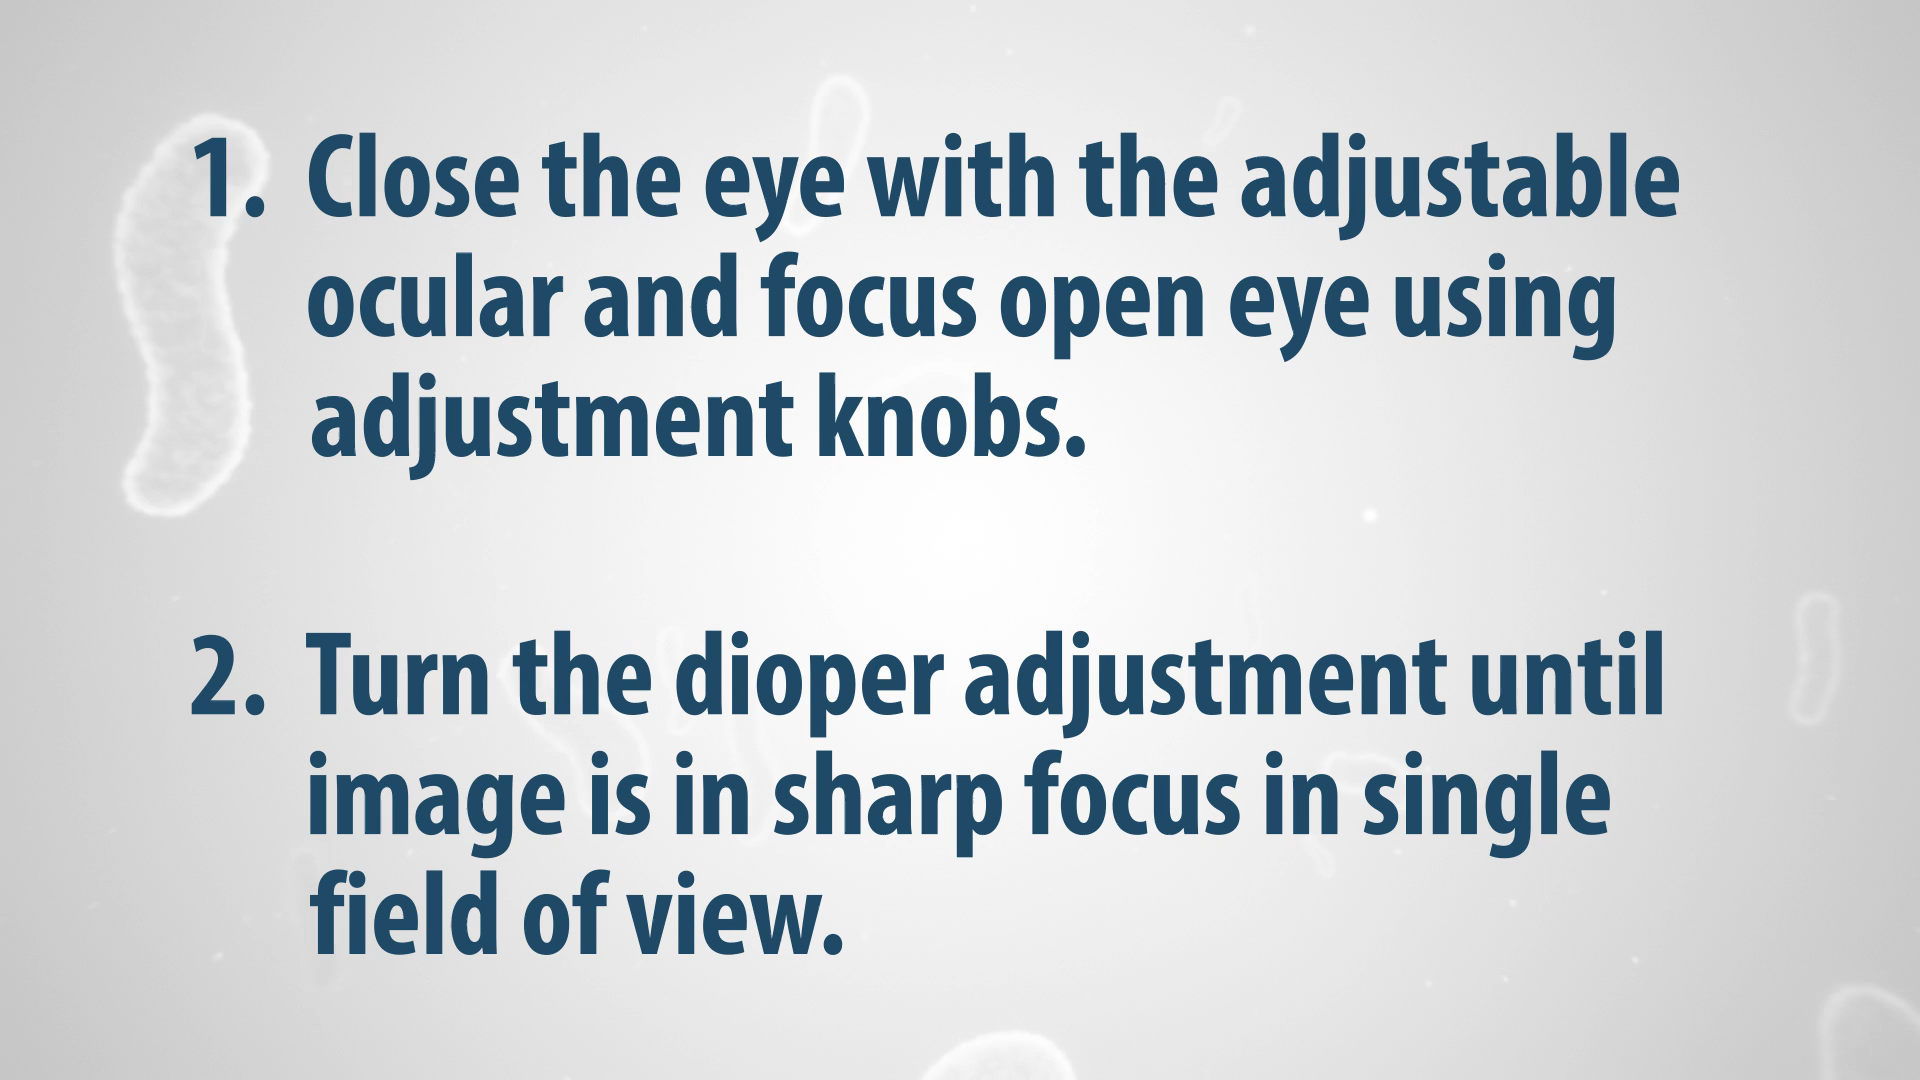 1. Close the eye with the adjustable
ocular and focus open eye using
adjustment knobs.
2. Turn the dioper adjustment until
image is in sharp focus in single
field of view.